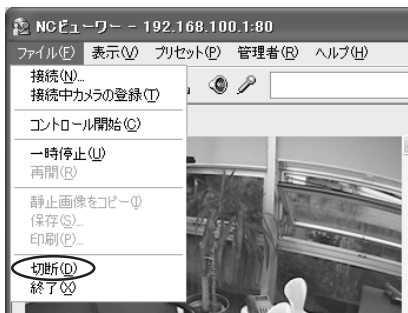 NCビューワー - 192.168.100.1:80
ファイル(F) 表示(V) プリセット(P) 管理者(R) ヘルプ(H)
接続(N)...
接続中カメラの登録(T)
コントロール開始(C)
一時停止(U)
再開(R)
静止画像をコピー(I)
保存(S)...
印刷(P)...
切断(D)
終了(X)